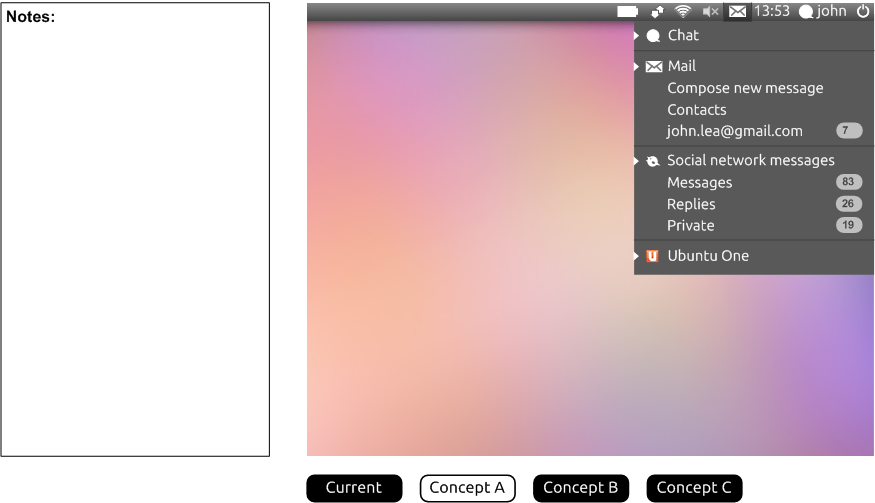 Notes:
13:53 john
Chat
Mail
Compose new message
Contacts
john.lea@gmail.com 7
Social network messages
Messages 83
Replies 26
Private 19
u Ubuntu One
Current Concept A Concept B Concept C